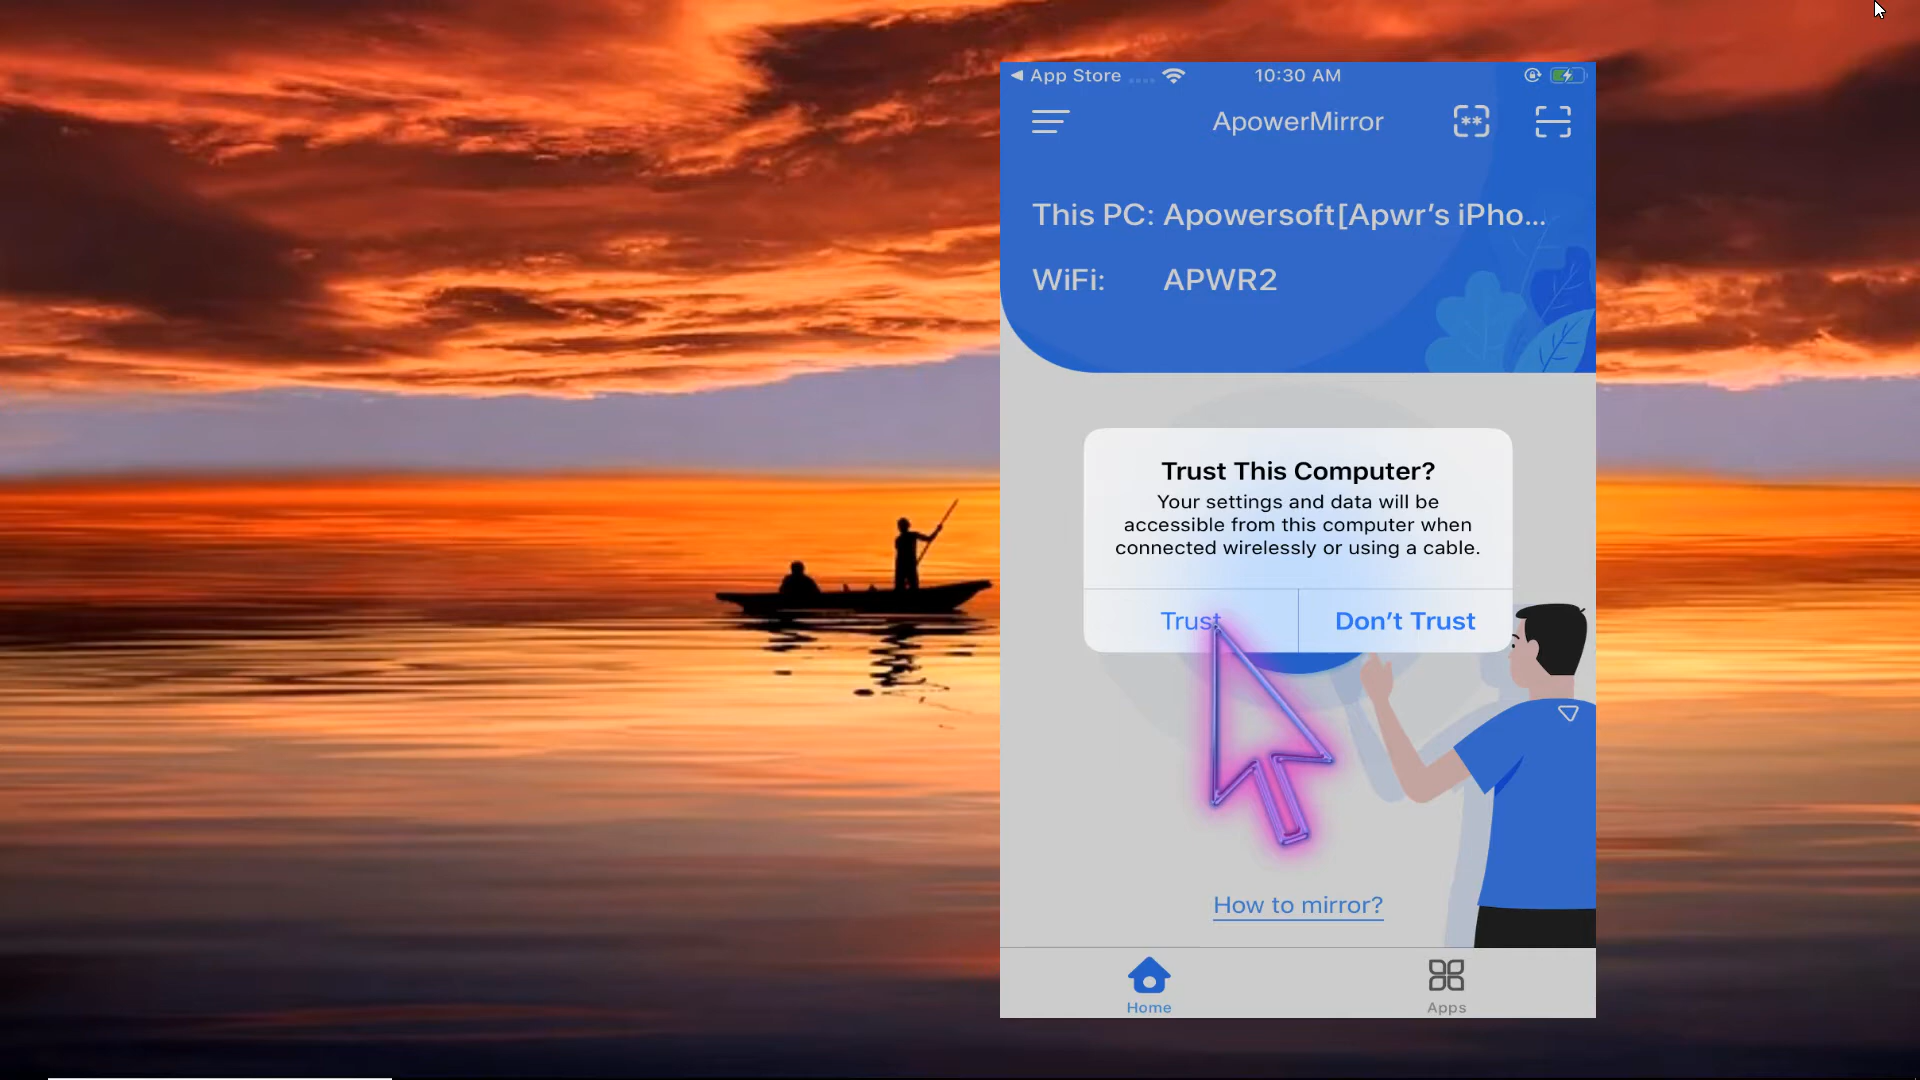 ◀ App Store
10:30 AM
ApowerMirror
**
This PC: Apowersoft[Apwr's iPho...
WiFi: APWR2
Trust This Computer?
Your settings and data will be
accessible from this computer when
connected wirelessly or using a cable.
Trust
Don't Trust
How to mirror?
Home
Apps